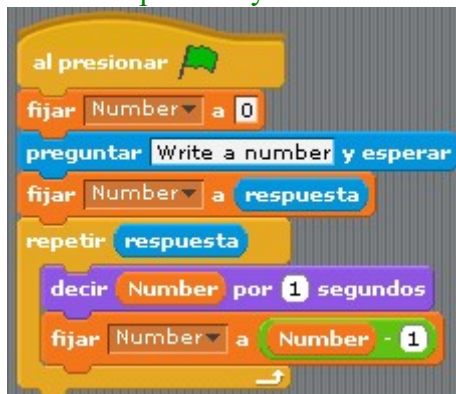 al presionar
fijar Number a 0
preguntar Write a number y esperar
fijar Number a respuesta
repetir respuesta
decir Number por 1 segundos
fijar Number a Number - 1